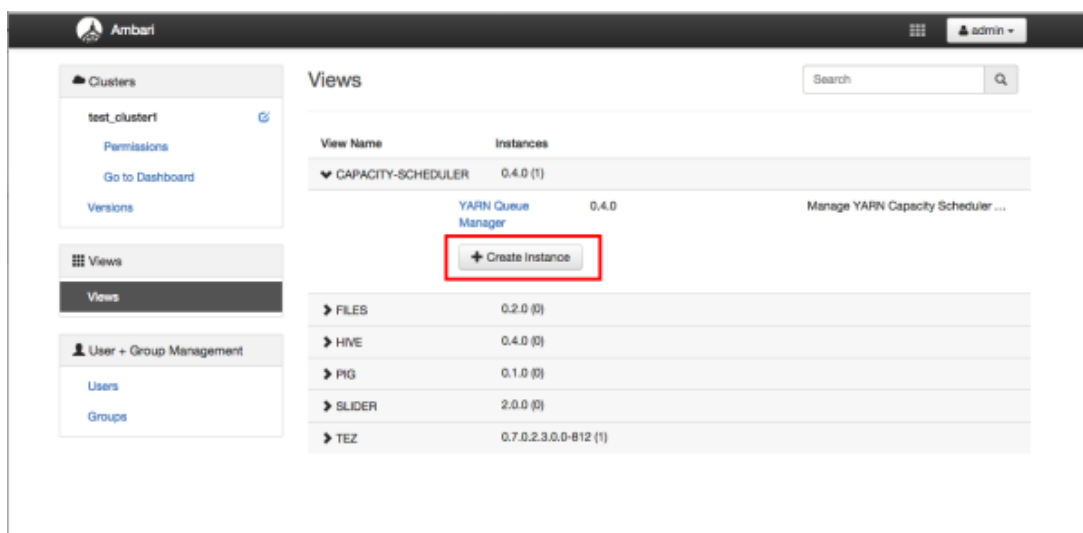 Ambari
admin
Clusters
test_cluster1
Permissions
Go to Dashboard
Versions
Views
Views
User + Group Management
Users
Groups
Views
Search
View Name Instances
CAPACITY-SCHEDULER 0.4.0 (1)
YARN Queue Manager 0.4.0 Manage YARN Capacity Scheduler ...
Create Instance
FILES 0.2.0 (0)
HIVE 0.4.0 (0)
PIG 0.1.0 (0)
SLIDER 2.0.0 (0)
TEZ 0.7.0.2.3.0.0-812 (1)